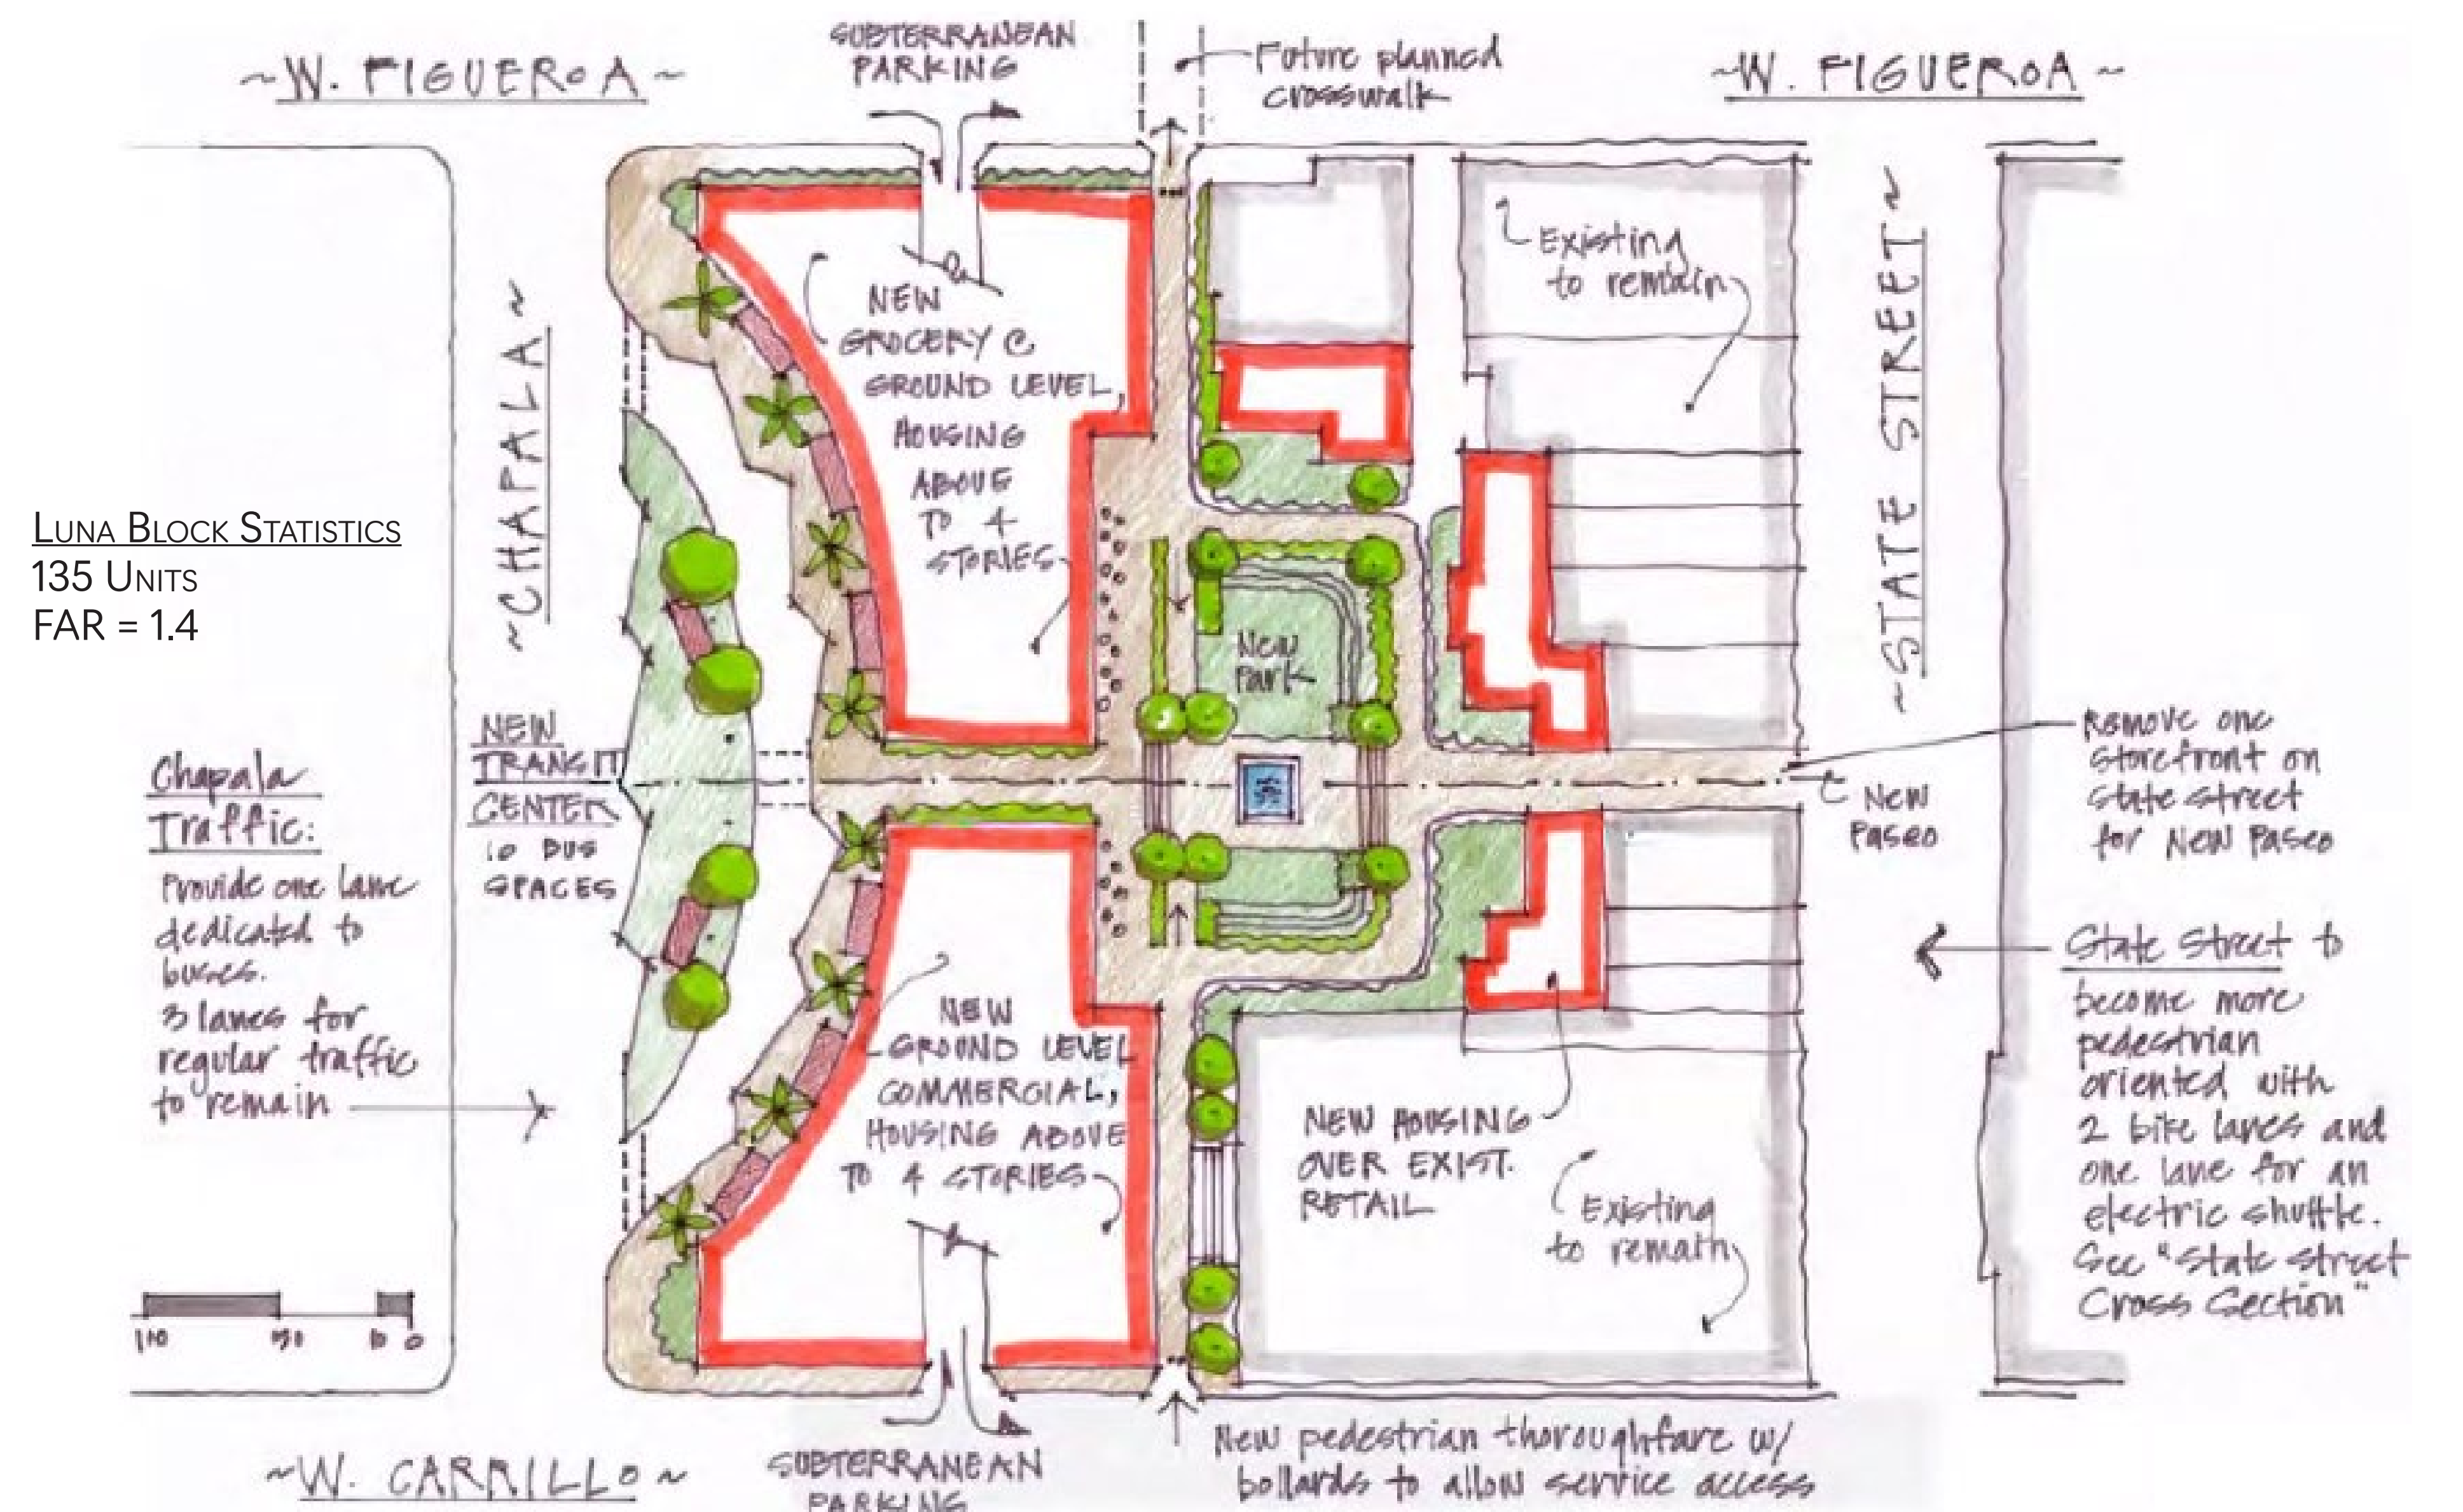 ~W. FIGUEROA~
SUBTERRANEAN
PARKING
Future planned
crosswalk
~W. FIGUEROA~
~CHAPALA~
~STATE STREET~
Existing
to remain
NEW
GROCERY @
GROUND LEVEL,
HOUSING
ABOVE
TO 4
STORIES
LUNA BLOCK STATISTICS
135 UNITS
FAR = 1.4
New
Park
NEW
TRANSIT
CENTER
10 BUS
SPACES
Chapala
Traffic:
Provide one lane
dedicated to
buses.
3 lanes for
regular traffic
to remain
Remove one
storefront on
State Street
for New Paseo
New
Paseo
State Street to
become more
pedestrian
oriented with
2 bike lanes and
one lane for an
electric shuttle.
See "State Street
Cross Section"
NEW
GROUND LEVEL
COMMERCIAL,
HOUSING ABOVE
TO 4 STORIES
NEW HOUSING
OVER EXIST.
RETAIL
Existing
to remain
0
~W. CARRILLO~
SUBTERRANEAN
PARKING
New pedestrian thoroughfare w/
bollards to allow service access